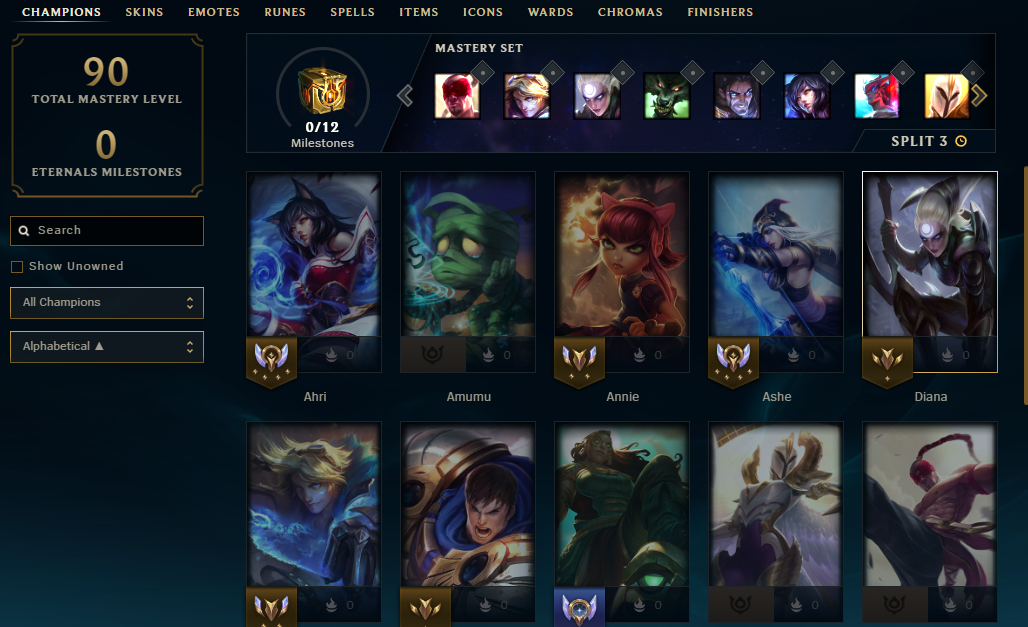 CHAMPIONS SKINS EMOTES RUNES SPELLS ITEMS ICONS WARDS CHROMAS FINISHERS
90
TOTAL MASTERY LEVEL
0
ETERNALS MILESTONES
Search
Show Unowned
All Champions
Alphabetical ▲
0/12
Milestones
MASTERY SET
SPLIT 3
0 0 0 0 0
Ahri Amumu Annie Ashe Diana
0 0 0 0 0